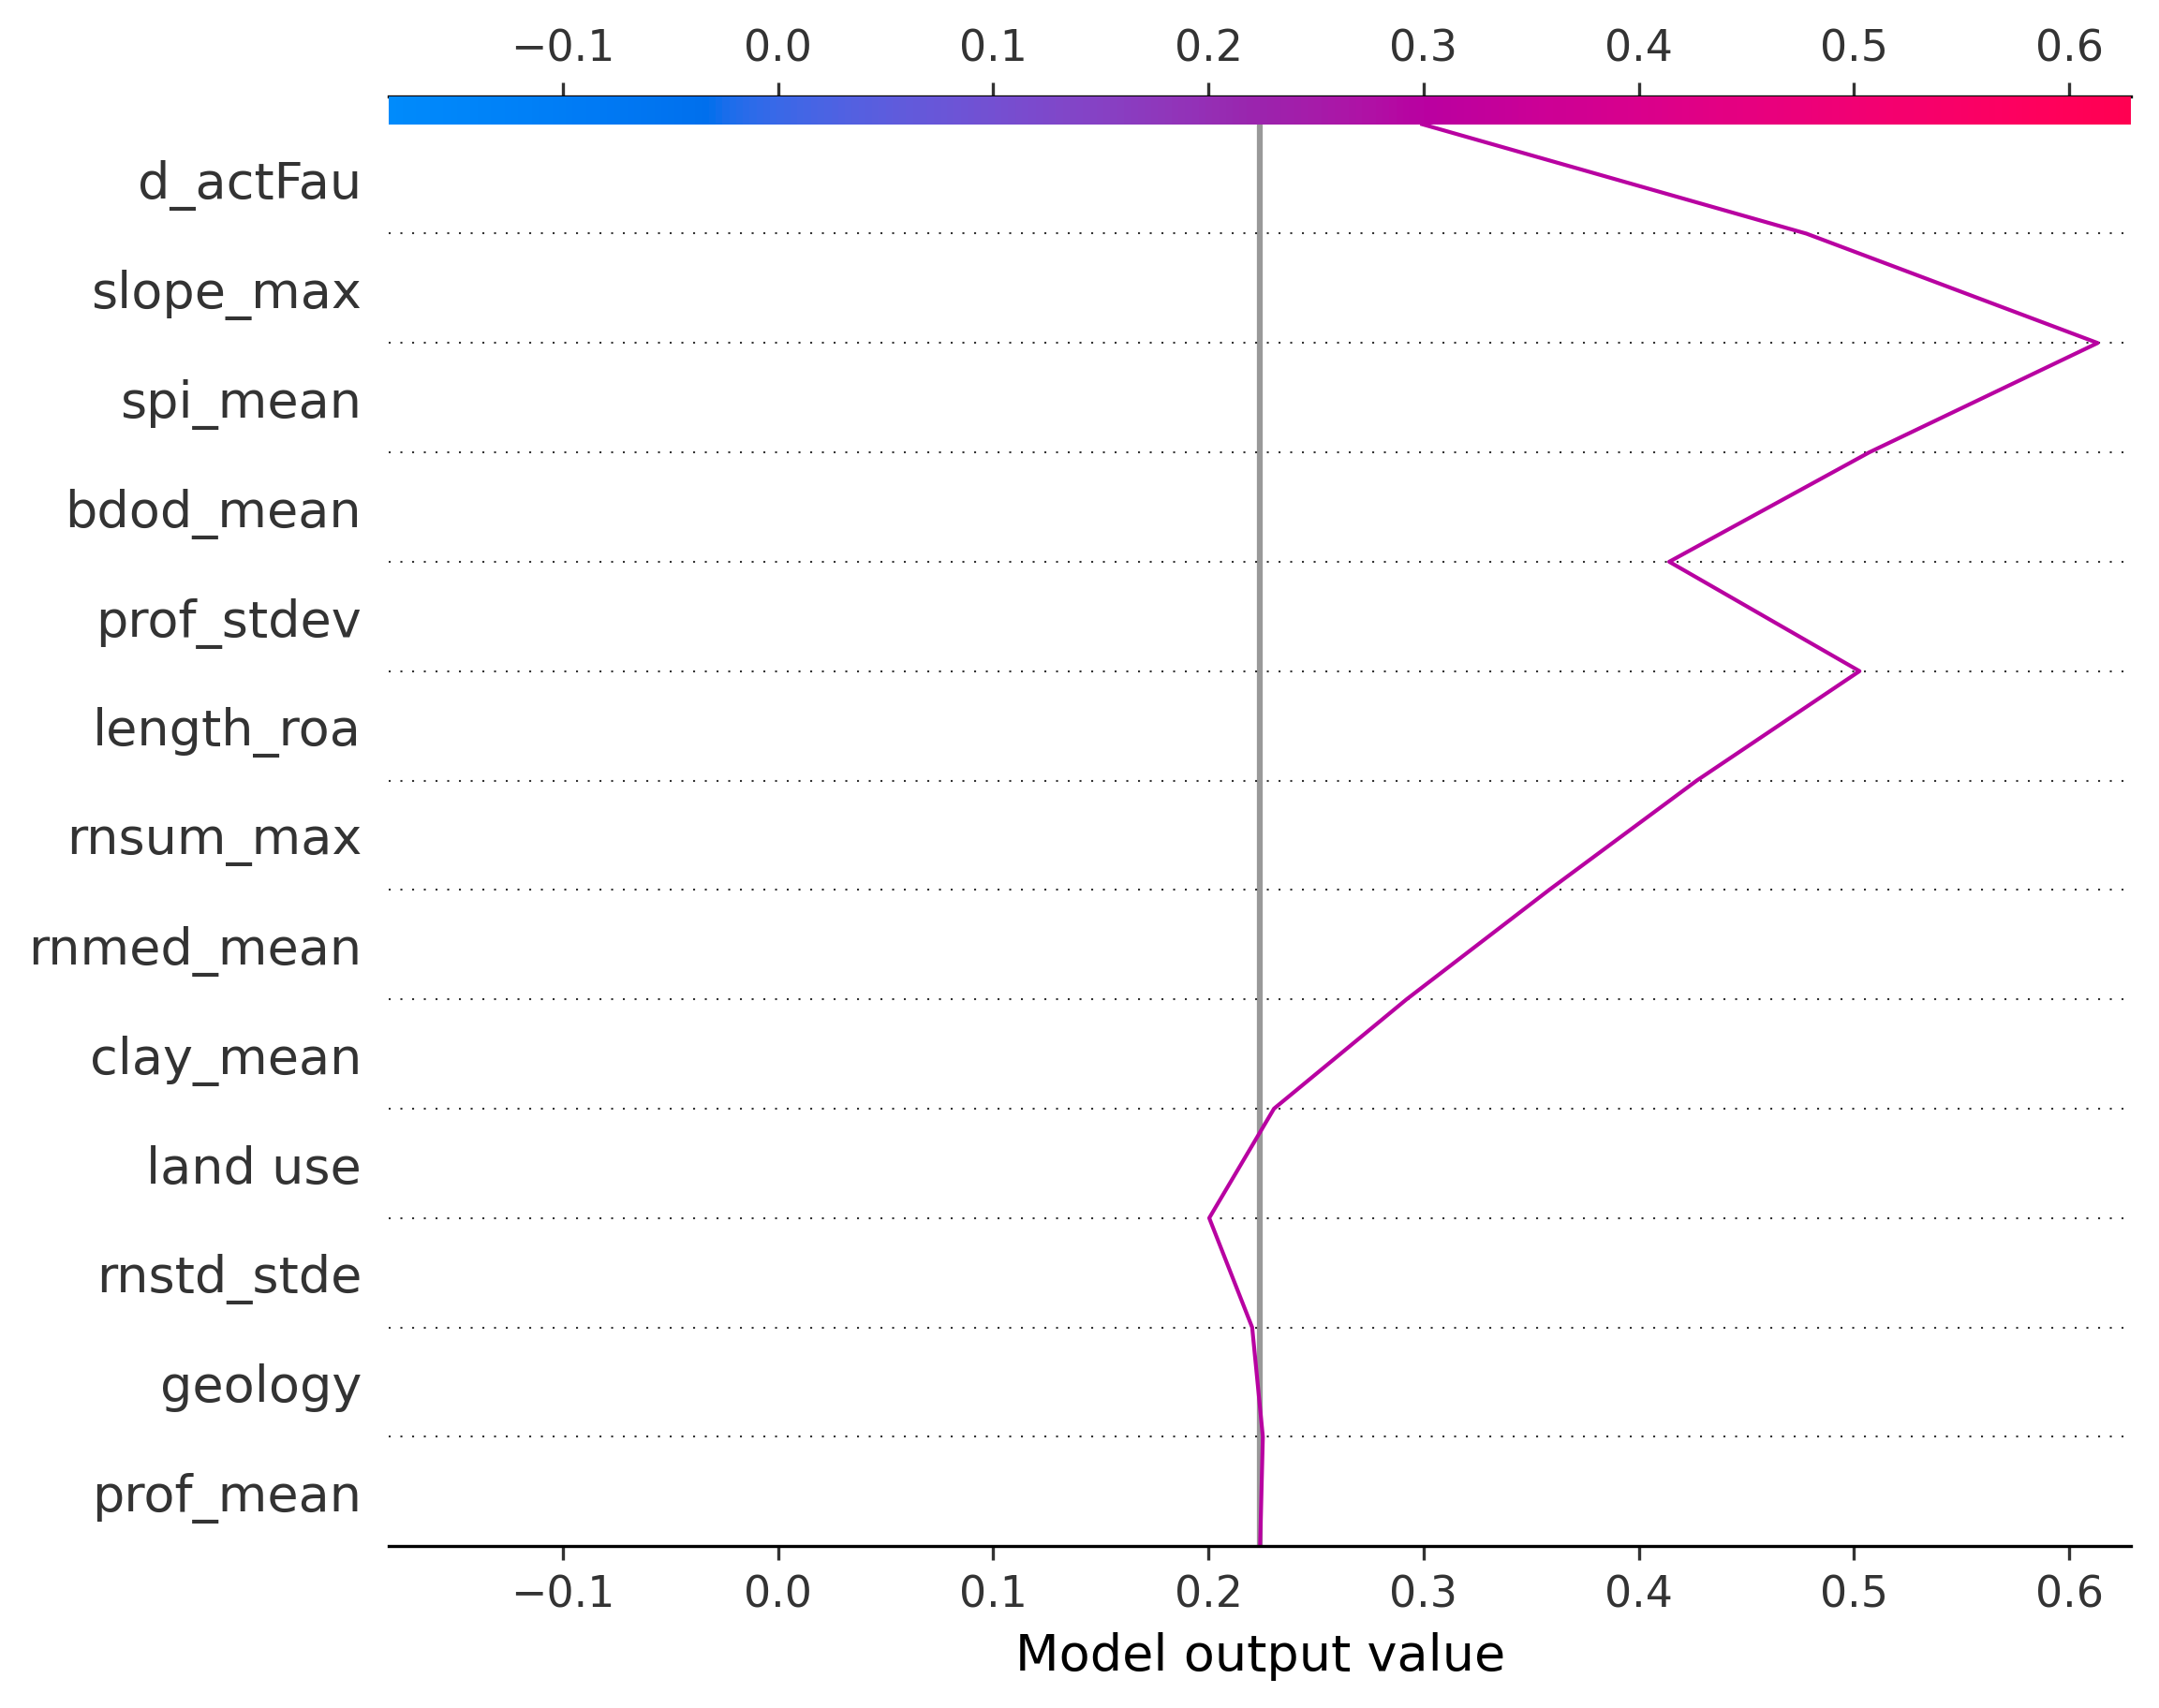 −0.1 0.0 0.1 0.2 0.3 0.4 0.5 0.6
d_actFau
slope_max
spi_mean
bdod_mean
prof_stdev
length_roa
rnsum_max
rnmed_mean
clay_mean
land use
rnstd_stde
geology
prof_mean
−0.1 0.0 0.1 0.2 0.3 0.4 0.5 0.6
Model output value